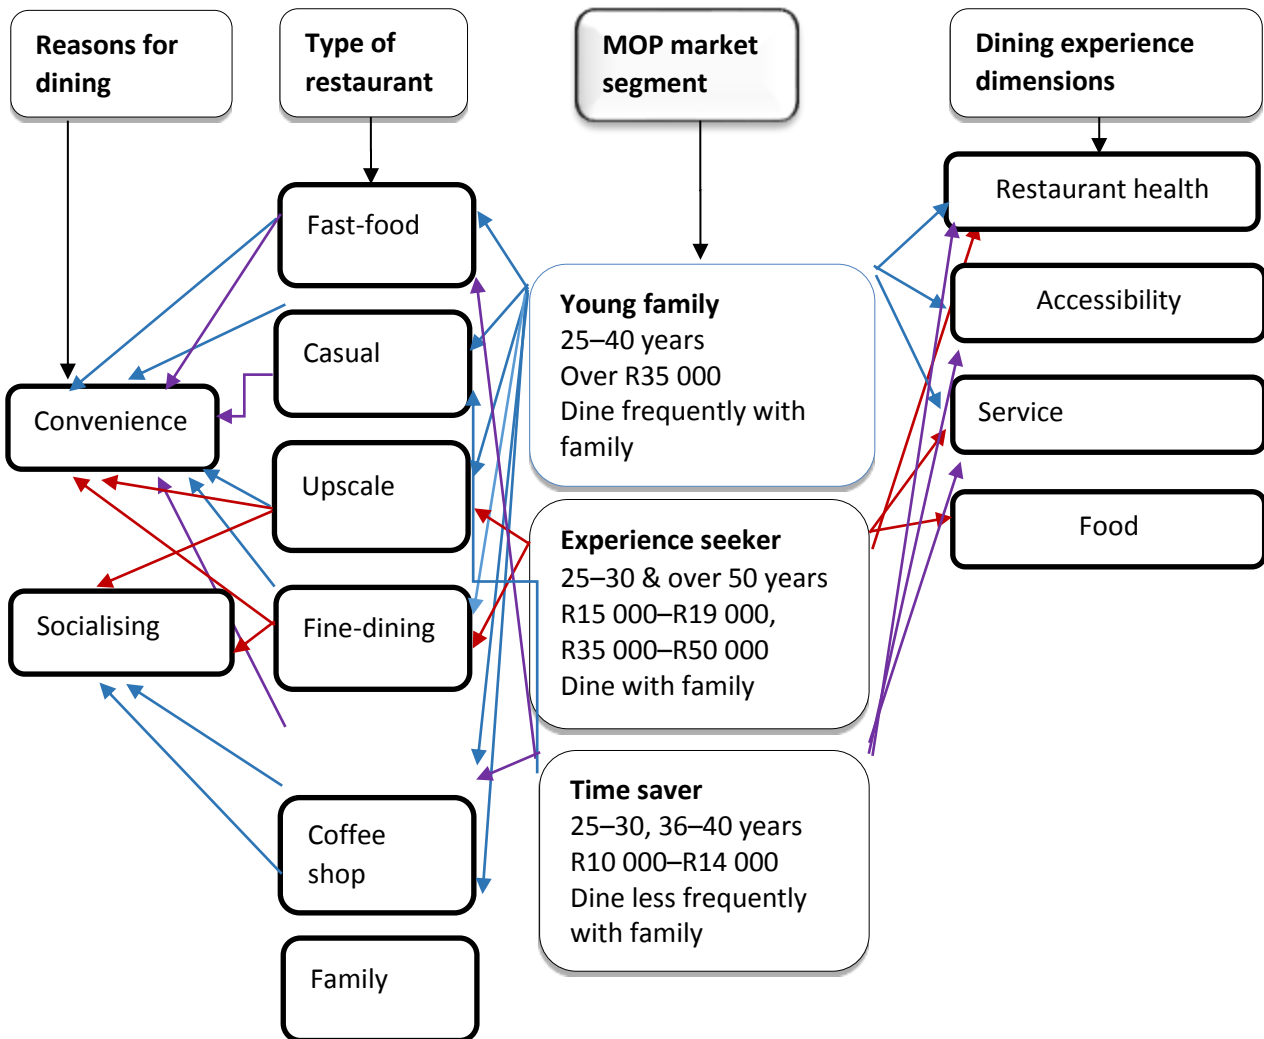 Reasons for
dining
Type of
restaurant
MOP market
segment
Dining experience
dimensions
Convenience
Socialising
Fast-food
Casual
Upscale
Fine-dining
Coffee
shop
Family
Young family
25–40 years
Over R35 000
Dine frequently with
family
Experience seeker
25–30 & over 50 years
R15 000–R19 000,
R35 000–R50 000
Dine with family
Time saver
25–30, 36–40 years
R10 000–R14 000
Dine less frequently
with family
Restaurant health
Accessibility
Service
Food